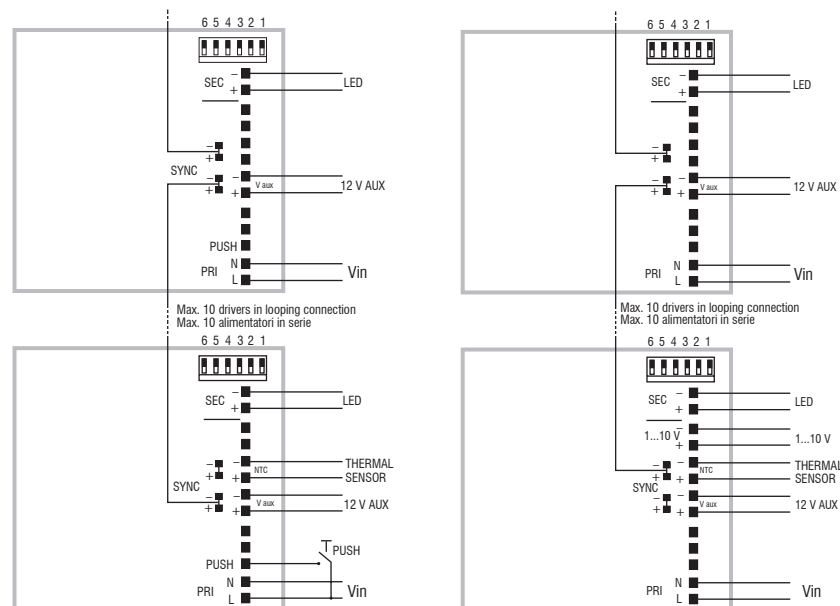 6 5 4 3 2 1
SEC
−
+
LED
−
+
SYNC
−
+
−
V aux
+
12 V AUX
PUSH
PRI
N
L
Vin
Max. 10 drivers in looping connection
Max. 10 alimentatori in serie
6 5 4 3 2 1
SEC
−
+
LED
−
+
SYNC
−
+
−
NTC
+
THERMAL
SENSOR
−
V aux
+
12 V AUX
PUSH
PUSH
PRI
N
L
Vin
6 5 4 3 2 1
SEC
−
+
LED
−
+
−
+
−
V aux
+
12 V AUX
PRI
N
L
Vin
Max. 10 drivers in looping connection
Max. 10 alimentatori in serie
6 5 4 3 2 1
SEC
−
+
LED
−
1...10 V
+
1...10 V
−
+
SYNC
−
+
−
NTC
+
THERMAL
SENSOR
−
V aux
+
12 V AUX
PRI
N
L
Vin